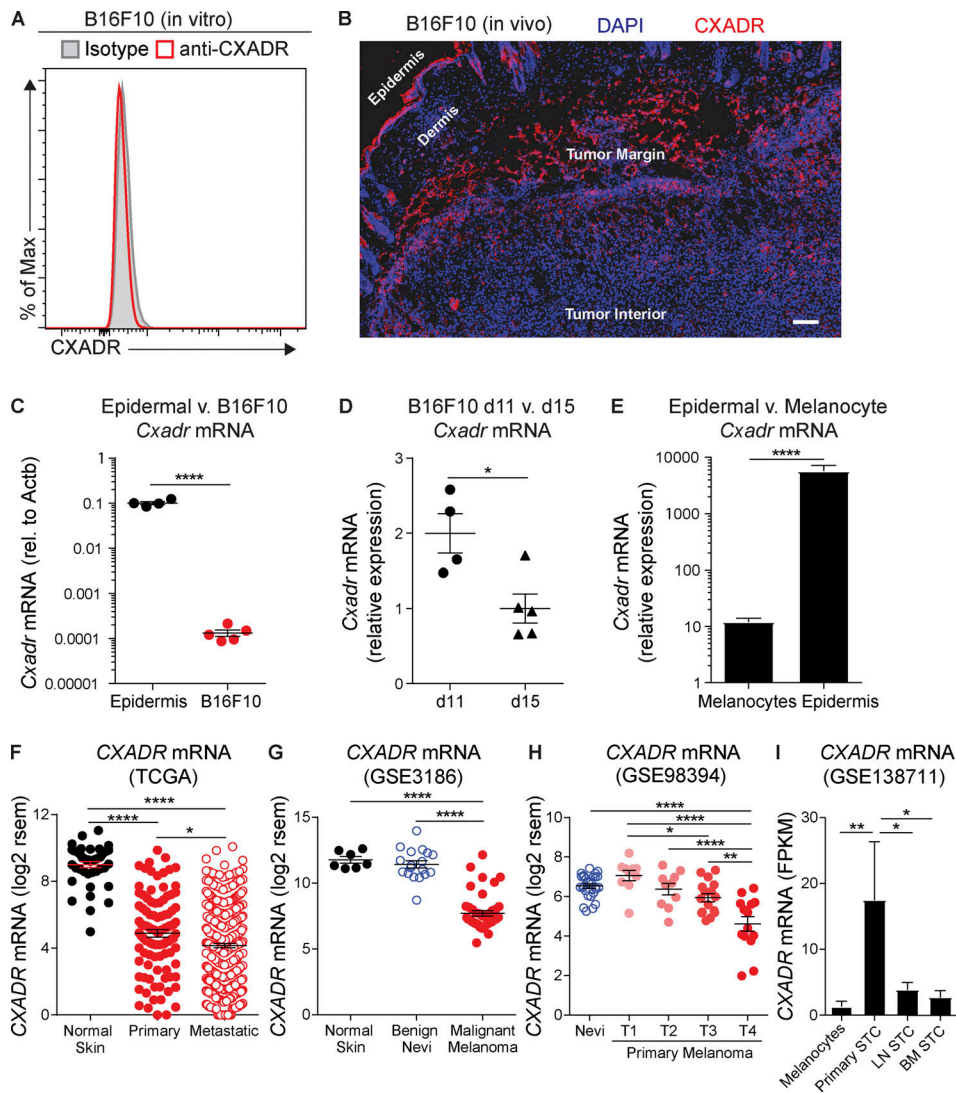 A
B16F10 (in vitro)
Isotype anti-CXADR
% of Max
CXADR
B
B16F10 (in vivo) DAPI CXADR
Epidermis
Dermis
Tumor Margin
Tumor Interior
C
Epidermal v. B16F10
Cxadr mRNA
Cxadr mRNA (rel. to Actb)
1
0.1
0.01
0.001
0.0001
0.00001
****
Epidermis B16F10
D
B16F10 d11 v. d15
Cxadr mRNA
Cxadr mRNA
(relative expression)
3
2
1
0
*
d11 d15
E
Epidermal v. Melanocyte
Cxadr mRNA
Cxadr mRNA
(relative expression)
10000
1000
100
10
1
****
Melanocytes Epidermis
F
CXADR mRNA
(TCGA)
CXADR mRNA (log2 rsem)
12
8
4
0
****
**** *
Normal Skin
Primary
Metastatic
G
CXADR mRNA
(GSE3186)
CXADR mRNA (log2 rsem)
15
10
5
0
****
****
Normal Skin
Benign Nevi
Malignant Melanoma
H
CXADR mRNA
(GSE98394)
CXADR mRNA (log2 rsem)
10
8
6
4
2
0
****
****
*
****
**
Nevi T1 T2 T3 T4
Primary Melanoma
I
CXADR mRNA
(GSE138711)
CXADR mRNA (FPKM)
30
20
10
0
*
** *
Melanocytes
Primary STC
LN STC
BM STC